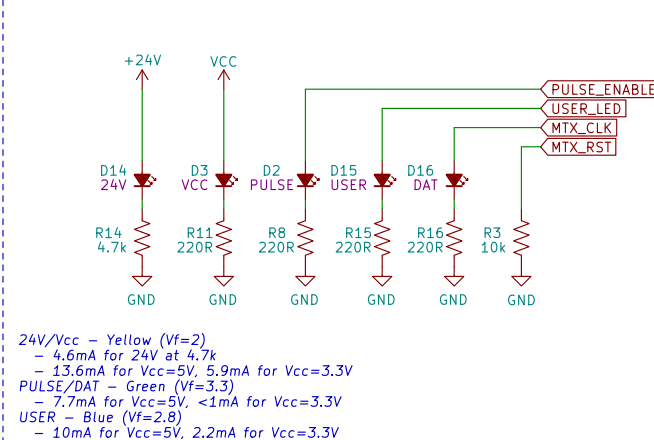 +24V VCC
PULSE_ENABLE
USER_LED
MTX_CLK
MTX_RST
D14 D3 D2 D15 D16
24V VCC PULSE USER DAT
R14 R11 R8 R15 R16 R3
4.7k 220R 220R 220R 220R 10k
GND GND GND GND GND GND
24V/Vcc – Yellow (Vf=2)
– 4.6mA for 24V at 4.7k
– 13.6mA for Vcc=5V, 5.9mA for Vcc=3.3V
PULSE/DAT – Green (Vf=3.3)
– 7.7mA for Vcc=5V, <1mA for Vcc=3.3V
USER – Blue (Vf=2.8)
– 10mA for Vcc=5V, 2.2mA for Vcc=3.3V